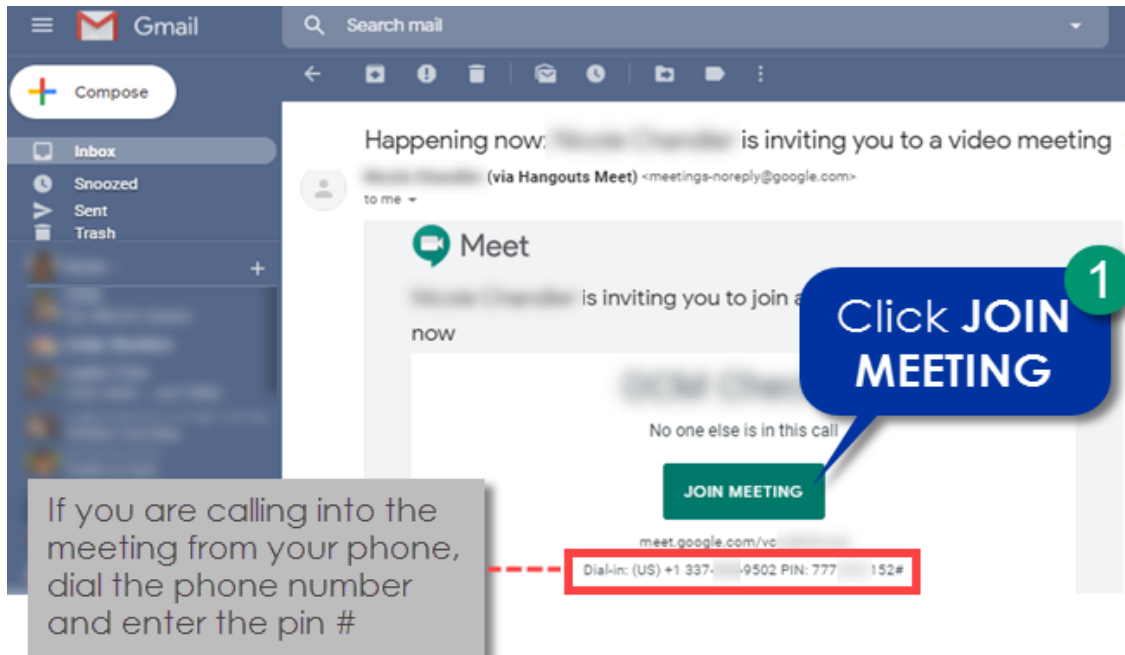 Gmail
Search mail
Compose
Inbox
Snoozed
Sent
Trash
+
Happening now: is inviting you to a video meeting
(via Hangouts Meet) <meetings-noreply@google.com>
to me
Meet
is inviting you to join a
now
No one else is in this call
JOIN MEETING
meet.google.com/vc
Dial-in: (US) +1 337- -9502 PIN: 777 152#
1
Click JOIN
MEETING
If you are calling into the
meeting from your phone,
dial the phone number
and enter the pin #